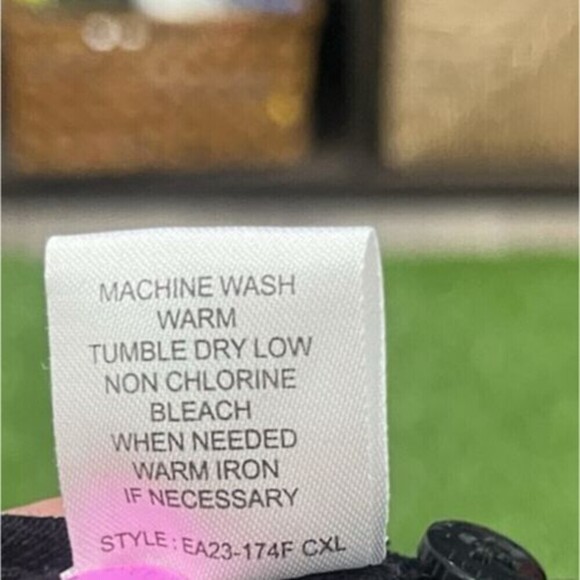 MACHINE WASH
WARM
TUMBLE DRY LOW
NON CHLORINE
BLEACH
WHEN NEEDED
WARM IRON
IF NECESSARY
STYLE: EA23-174F CXL